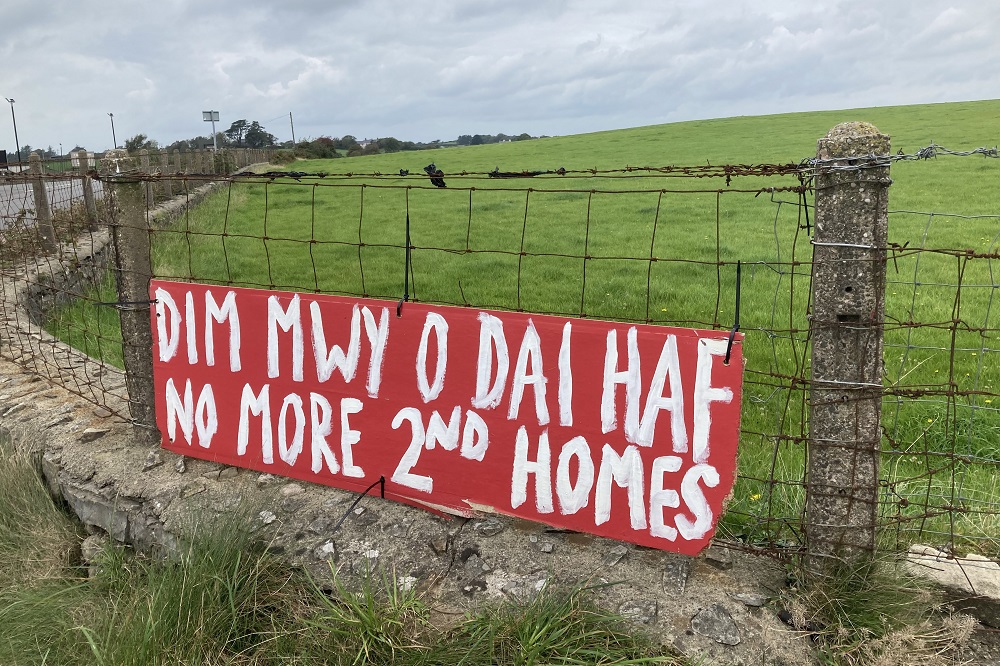 DIM MWY O DAI HAF
NO MORE 2ND HOMES